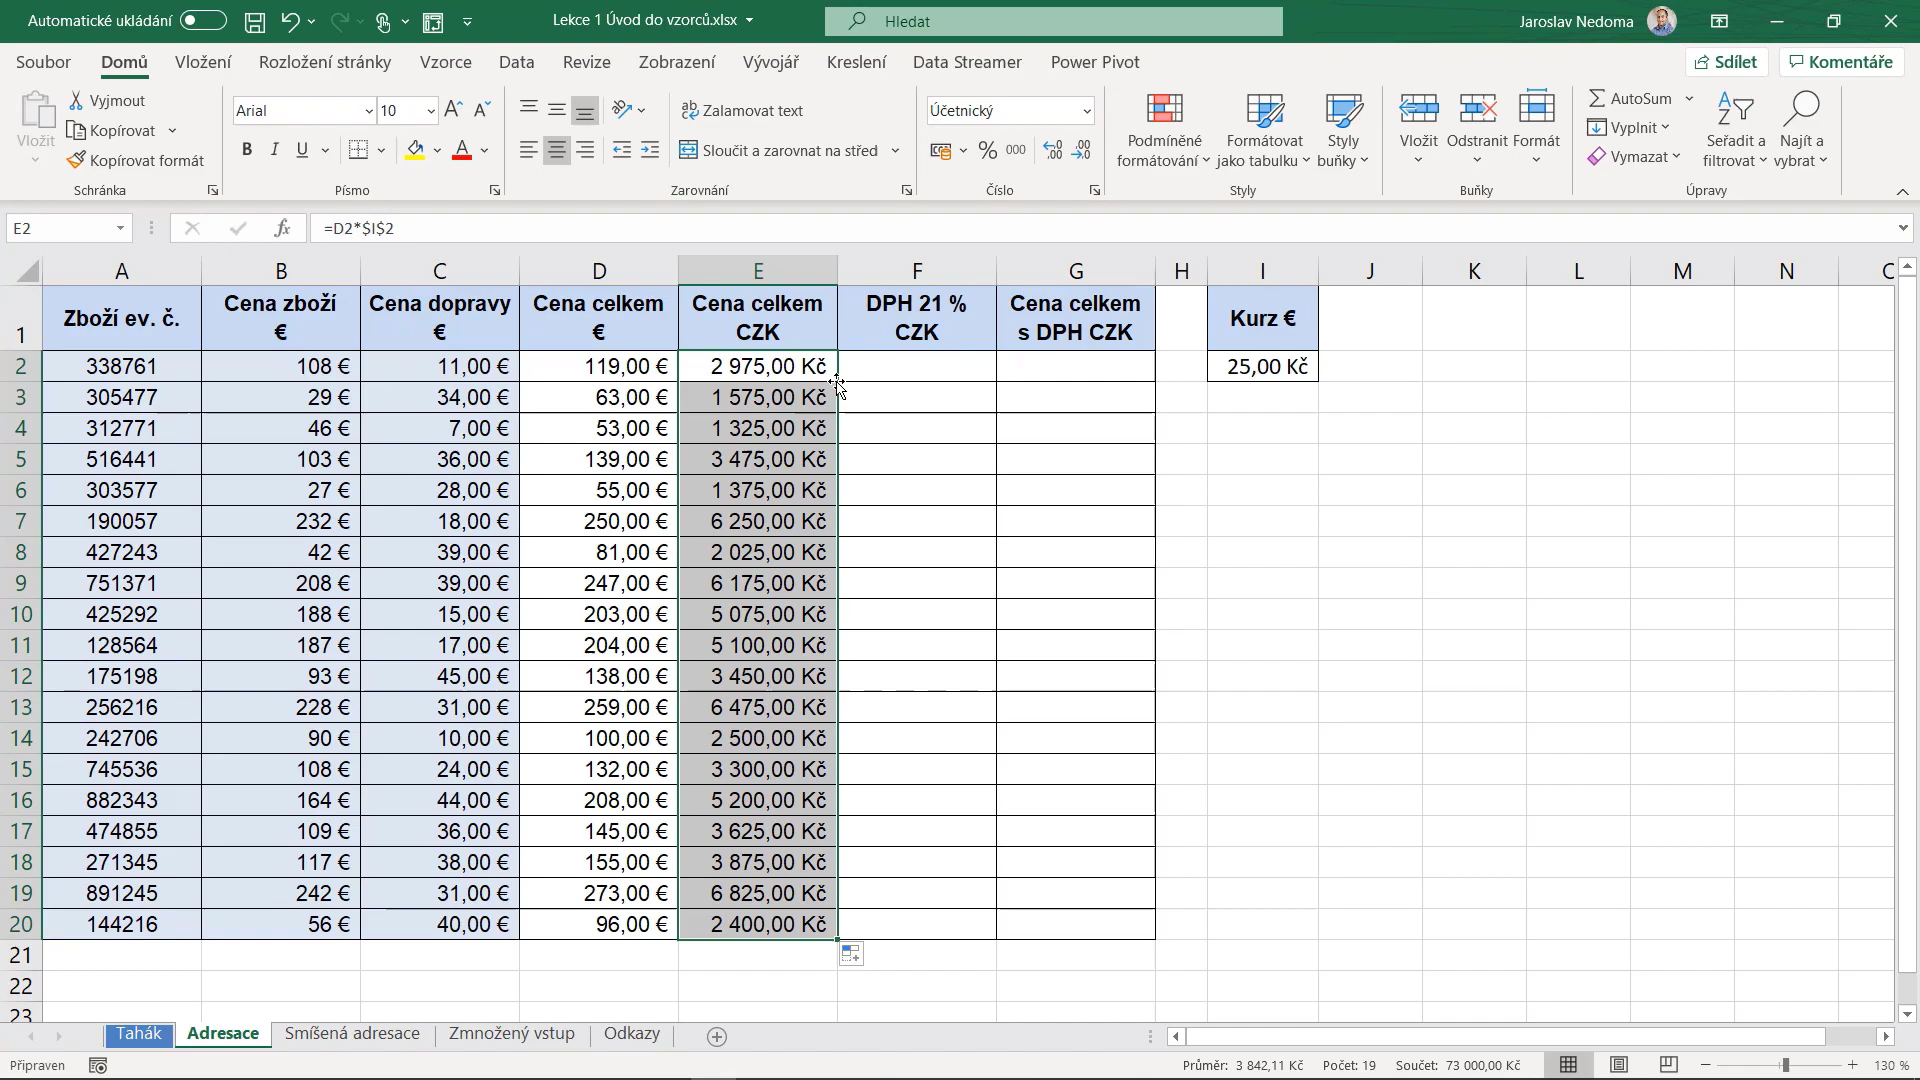 Automatické ukládání
Lekce 1 Úvod do vzorců.xlsx
Hledat
Jaroslav Nedoma
Soubor Domů Vložení Rozložení stránky Vzorce Data Revize Zobrazení Vývojář Kreslení Data Streamer Power Pivot Sdílet Komentáře
Vložit
Vyjmout
Kopírovat
Kopírovat formát
Schránka
Arial 10
B I U
Písmo
Zalamovat text
Sloučit a zarovnat na střed
Zarovnání
Účetnický
% 000
Číslo
Podmíněné formátování
Formátovat jako tabulku
Styly buňky
Styly
Vložit Odstranit Formát
Buňky
AutoSum
Vyplnit
Vymazat
Seřadit a filtrovat
Najít a vybrat
Úpravy
E2 fx =D2*$I$2
A B C D E F G H I J K L M N
1 Zboží ev. č. Cena zboží € Cena dopravy € Cena celkem € Cena celkem CZK DPH 21 % CZK Cena celkem s DPH CZK Kurz €
2 338761 108 € 11,00 € 119,00 € 2 975,00 Kč 25,00 Kč
3 305477 29 € 34,00 € 63,00 € 1 575,00 Kč
4 312771 46 € 7,00 € 53,00 € 1 325,00 Kč
5 516441 103 € 36,00 € 139,00 € 3 475,00 Kč
6 303577 27 € 28,00 € 55,00 € 1 375,00 Kč
7 190057 232 € 18,00 € 250,00 € 6 250,00 Kč
8 427243 42 € 39,00 € 81,00 € 2 025,00 Kč
9 751371 208 € 39,00 € 247,00 € 6 175,00 Kč
10 425292 188 € 15,00 € 203,00 € 5 075,00 Kč
11 128564 187 € 17,00 € 204,00 € 5 100,00 Kč
12 175198 93 € 45,00 € 138,00 € 3 450,00 Kč
13 256216 228 € 31,00 € 259,00 € 6 475,00 Kč
14 242706 90 € 10,00 € 100,00 € 2 500,00 Kč
15 745536 108 € 24,00 € 132,00 € 3 300,00 Kč
16 882343 164 € 44,00 € 208,00 € 5 200,00 Kč
17 474855 109 € 36,00 € 145,00 € 3 625,00 Kč
18 271345 117 € 38,00 € 155,00 € 3 875,00 Kč
19 891245 242 € 31,00 € 273,00 € 6 825,00 Kč
20 144216 56 € 40,00 € 96,00 € 2 400,00 Kč
21
22
23
Tahák Adresace Smíšená adresace Zmnožený vstup Odkazy
Připraven Průměr: 3 842,11 Kč Počet: 19 Součet: 73 000,00 Kč 130 %